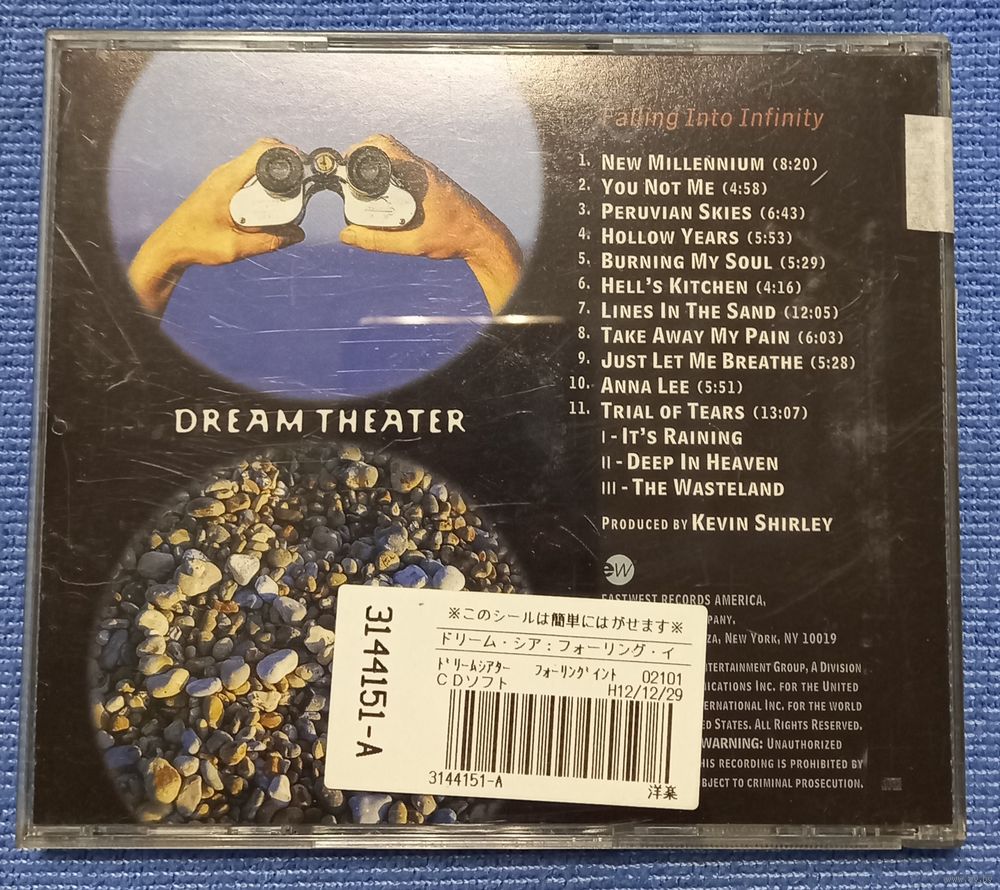 Falling Into Infinity
1. NEW MILLENNIUM (8:20)
2. YOU NOT ME (4:58)
3. PERUVIAN SKIES (6:43)
4. HOLLOW YEARS (5:53)
5. BURNING MY SOUL (5:29)
6. HELL'S KITCHEN (4:16)
7. LINES IN THE SAND (12:05)
8. TAKE AWAY MY PAIN (6:03)
9. JUST LET ME BREATHE (5:28)
10. ANNA LEE (5:51)
11. TRIAL OF TEARS (13:07)
I - IT'S RAINING
II - DEEP IN HEAVEN
III - THE WASTELAND
PRODUCED BY KEVIN SHIRLEY
DREAM THEATER
ew
EASTWEST RECORDS AMERICA,
PANY.
ZA, NEW YORK, NY 10019
ENTERTAINMENT GROUP, A DIVISION
NICATIONS INC. FOR THE UNITED
TERNATIONAL INC. FOR THE WORLD
ED STATES. ALL RIGHTS RESERVED.
WARNING: UNAUTHORIZED
HIS RECORDING IS PROHIBITED BY
BJECT TO CRIMINAL PROSECUTION.
3144151-A
※このシールは簡単にはがせます※
ドリーム・シア:フォーリング・イ
ドリームシアター フォーリングイント 02101
CDソフト H12/12/29
3144151-A
洋楽